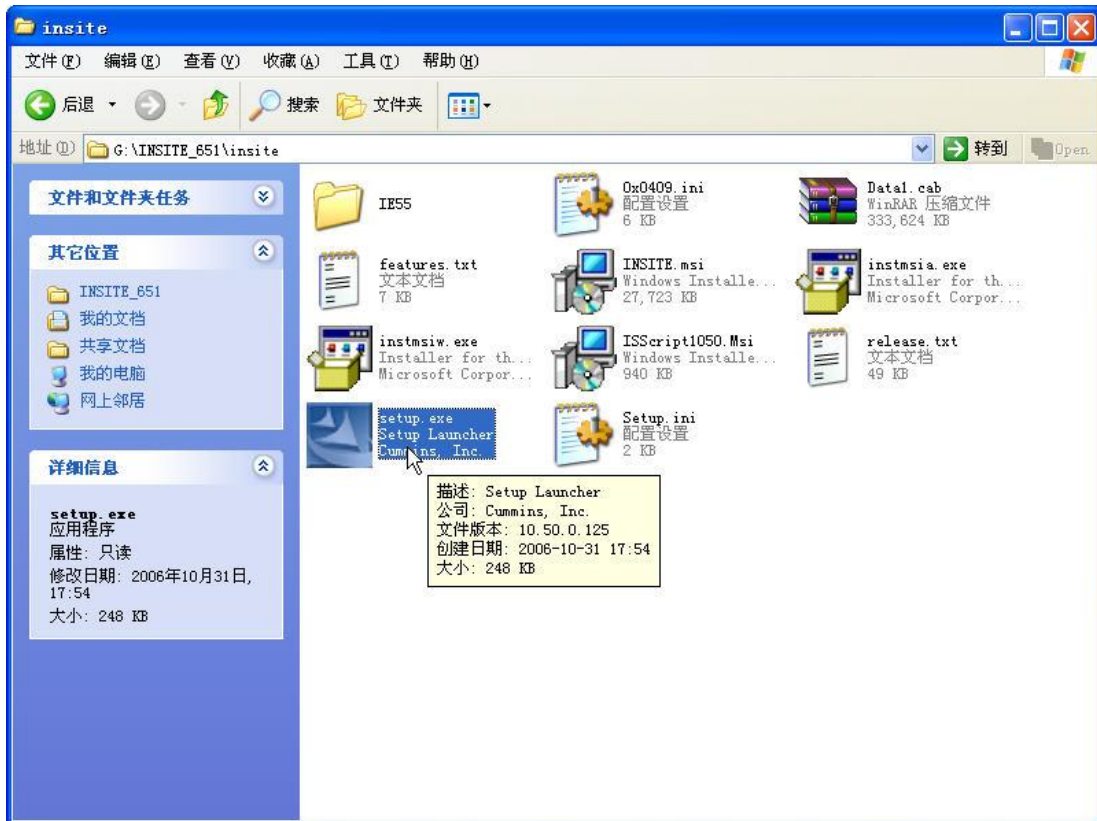 insite
文件(F) 编辑(E) 查看(V) 收藏(A) 工具(T) 帮助(H)
后退 搜索 文件夹
地址(D) G:\INSITE_651\insite 转到 Open
文件和文件夹任务
其它位置
INSITE_651
我的文档
共享文档
我的电脑
网上邻居
详细信息
setup.exe
应用程序
属性: 只读
修改日期: 2006年10月31日,
17:54
大小: 248 KB
IE55
0x0409.ini
配置设置
6 KB
Data1.cab
WinRAR 压缩文件
333,624 KB
features.txt
文本文档
7 KB
INSITE.msi
Windows Installe...
27,723 KB
instmsia.exe
Installer for th...
Microsoft Corpor...
instmsiw.exe
Installer for th...
Microsoft Corpor...
ISScript1050.Msi
Windows Installe...
940 KB
release.txt
文本文档
49 KB
setup.exe
Setup Launcher
Cummins, Inc.
Setup.ini
配置设置
2 KB
描述: Setup Launcher
公司: Cummins, Inc.
文件版本: 10.50.0.125
创建日期: 2006-10-31 17:54
大小: 248 KB